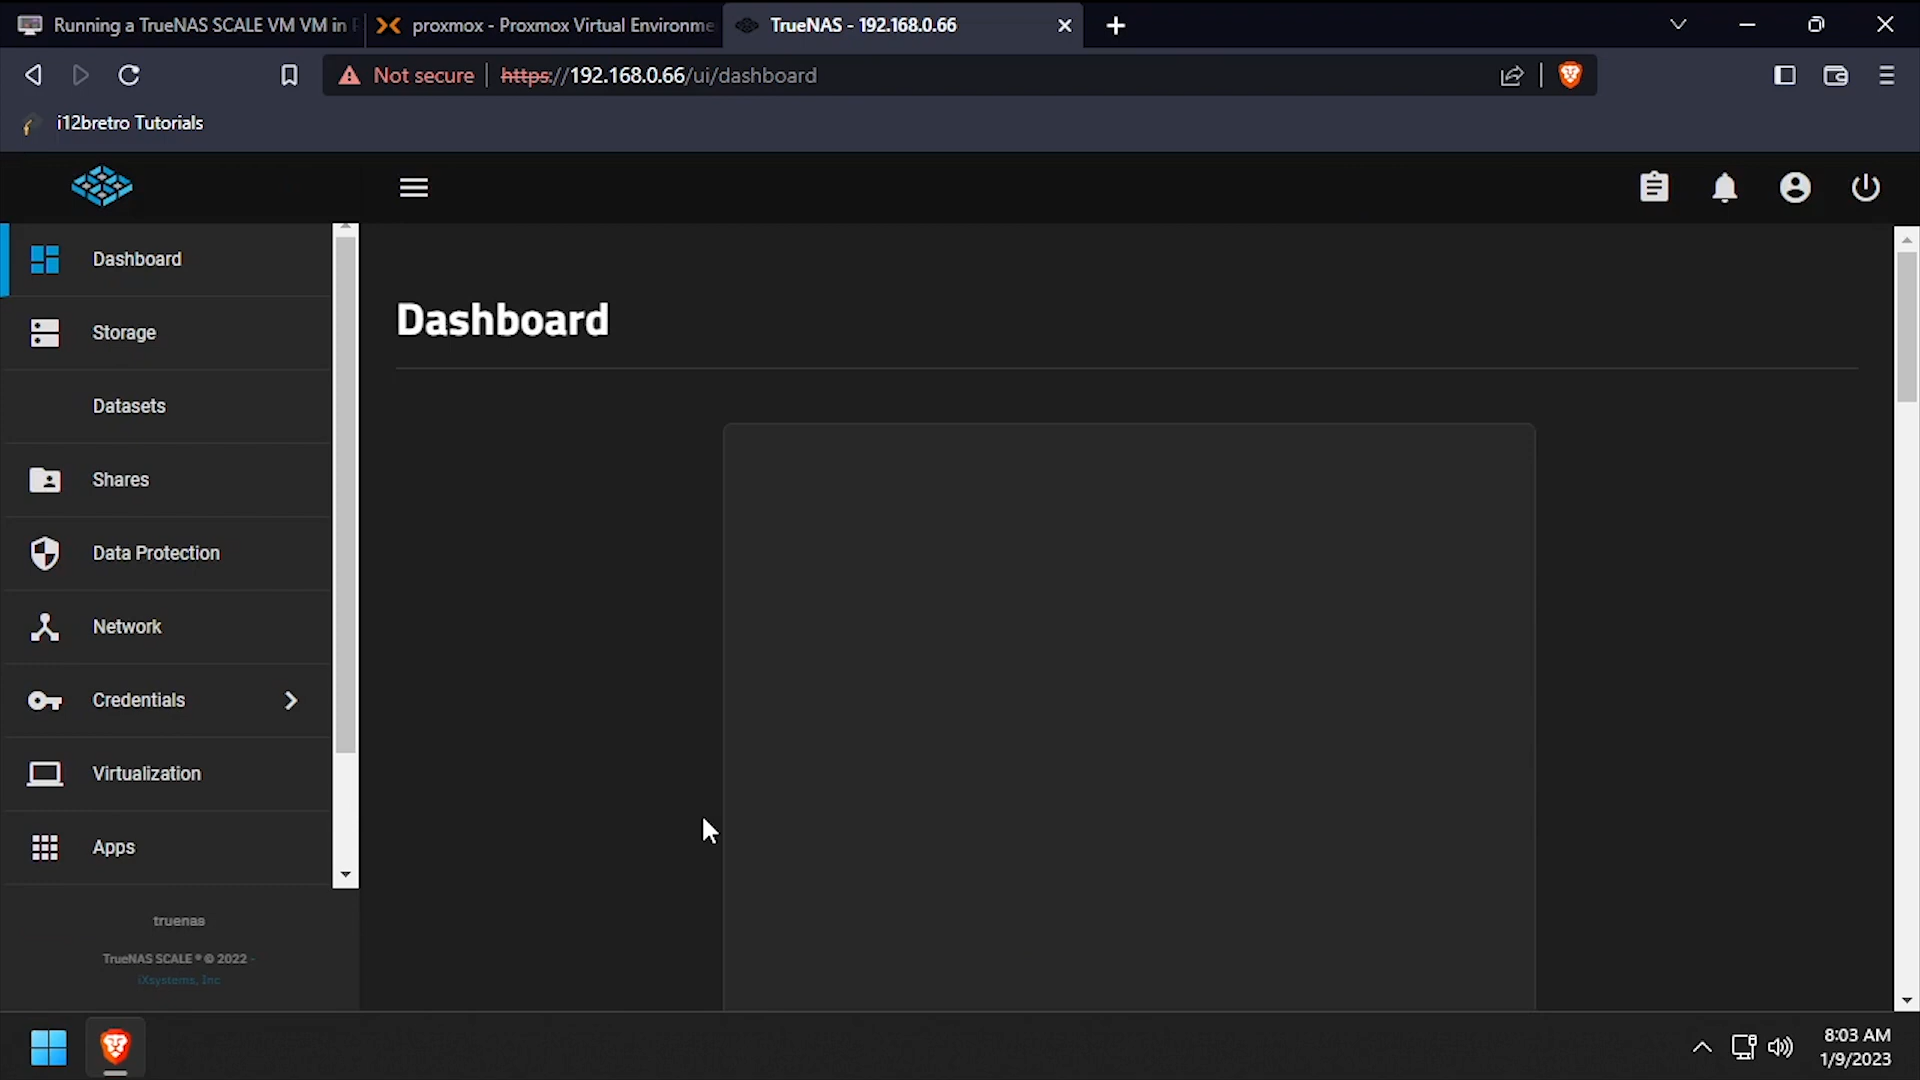 Running a TrueNAS SCALE VM VM in
proxmox - Proxmox Virtual Environme
TrueNAS - 192.168.0.66
Not secure
https://192.168.0.66/ui/dashboard
i12bretro Tutorials
Dashboard
Storage
Datasets
Shares
Data Protection
Network
Credentials
Virtualization
Apps
truenas
TrueNAS SCALE ® © 2022 -
iXsystems, Inc
Dashboard
8:03 AM
1/9/2023